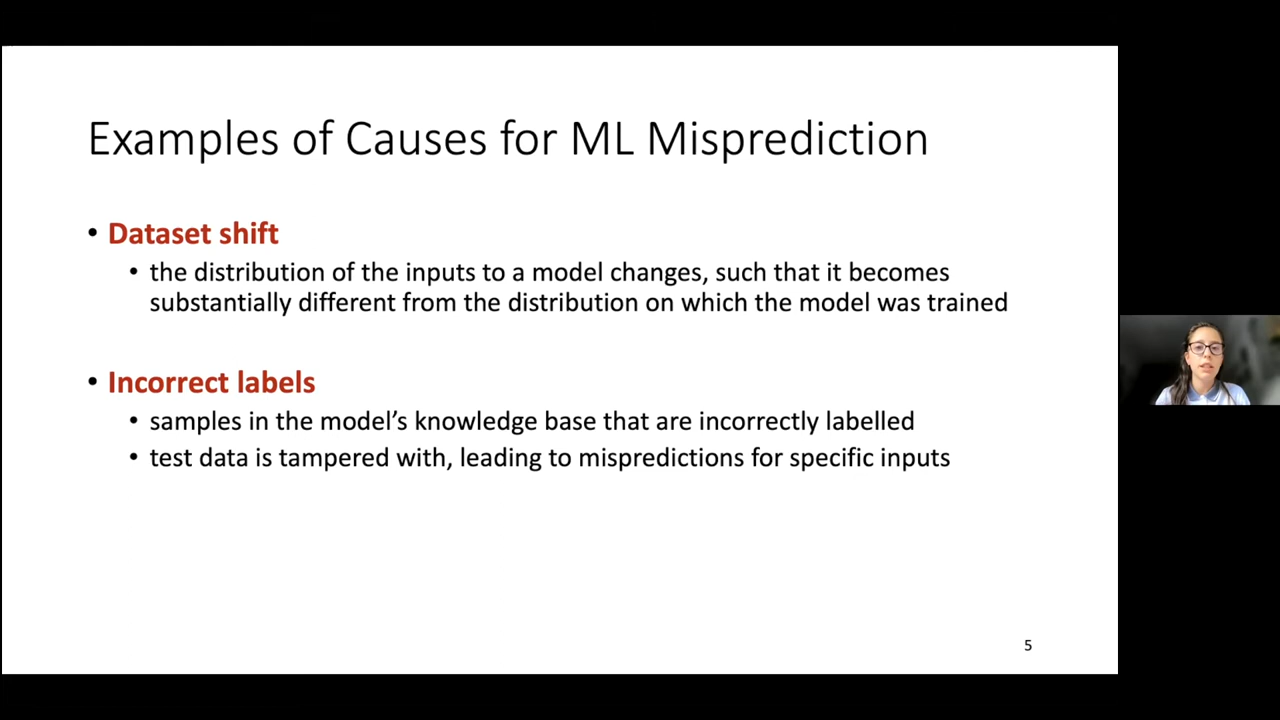 Examples of Causes for ML Misprediction
• Dataset shift
• the distribution of the inputs to a model changes, such that it becomes
substantially different from the distribution on which the model was trained
• Incorrect labels
• samples in the model’s knowledge base that are incorrectly labelled
• test data is tampered with, leading to mispredictions for specific inputs
5